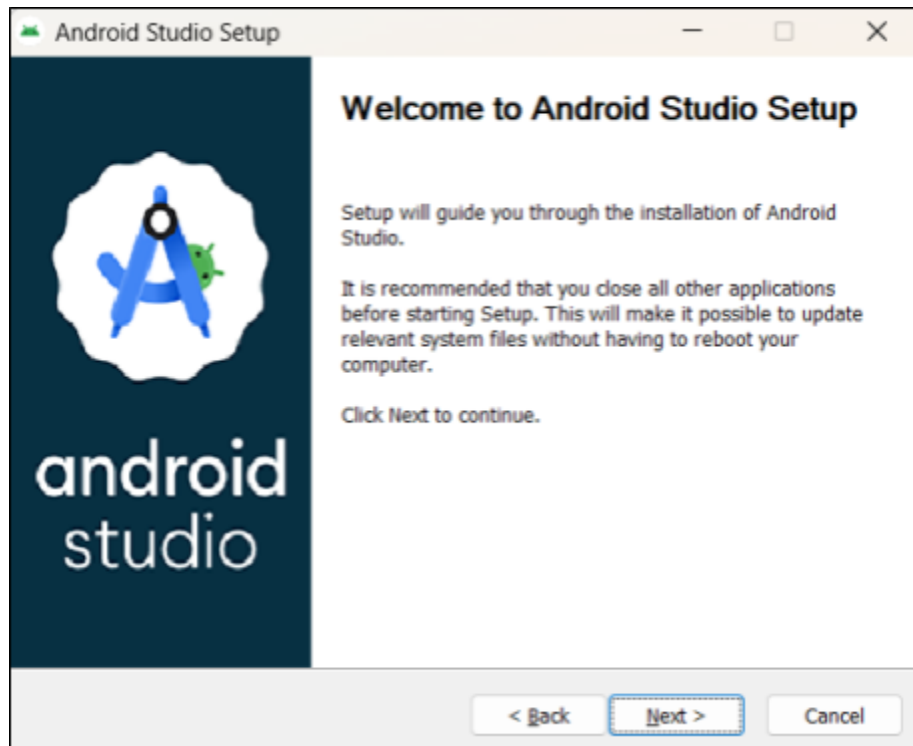 Android Studio Setup
Welcome to Android Studio Setup
Setup will guide you through the installation of Android
Studio.
It is recommended that you close all other applications
before starting Setup. This will make it possible to update
relevant system files without having to reboot your
computer.
Click Next to continue.
android
studio
< Back
Next >
Cancel